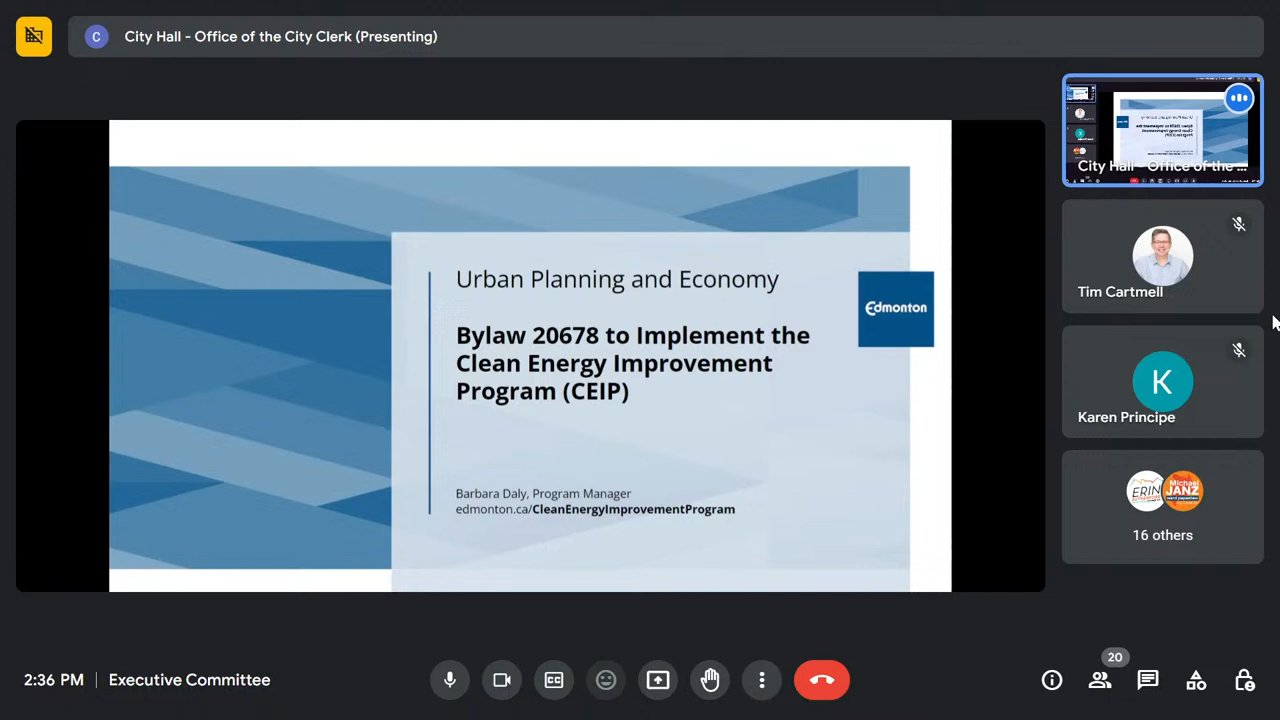 C
City Hall - Office of the City Clerk (Presenting)
Urban Planning and Economy
Edmonton
Bylaw 20678 to Implement the
Clean Energy Improvement
Program (CEIP)
Barbara Daly, Program Manager
edmonton.ca/CleanEnergyImprovementProgram
City Hall - Office of the ...
Tim Cartmell
K
Karen Principe
ERIN
Michael
JANZ
16 others
2:36 PM
Executive Committee
CC
20